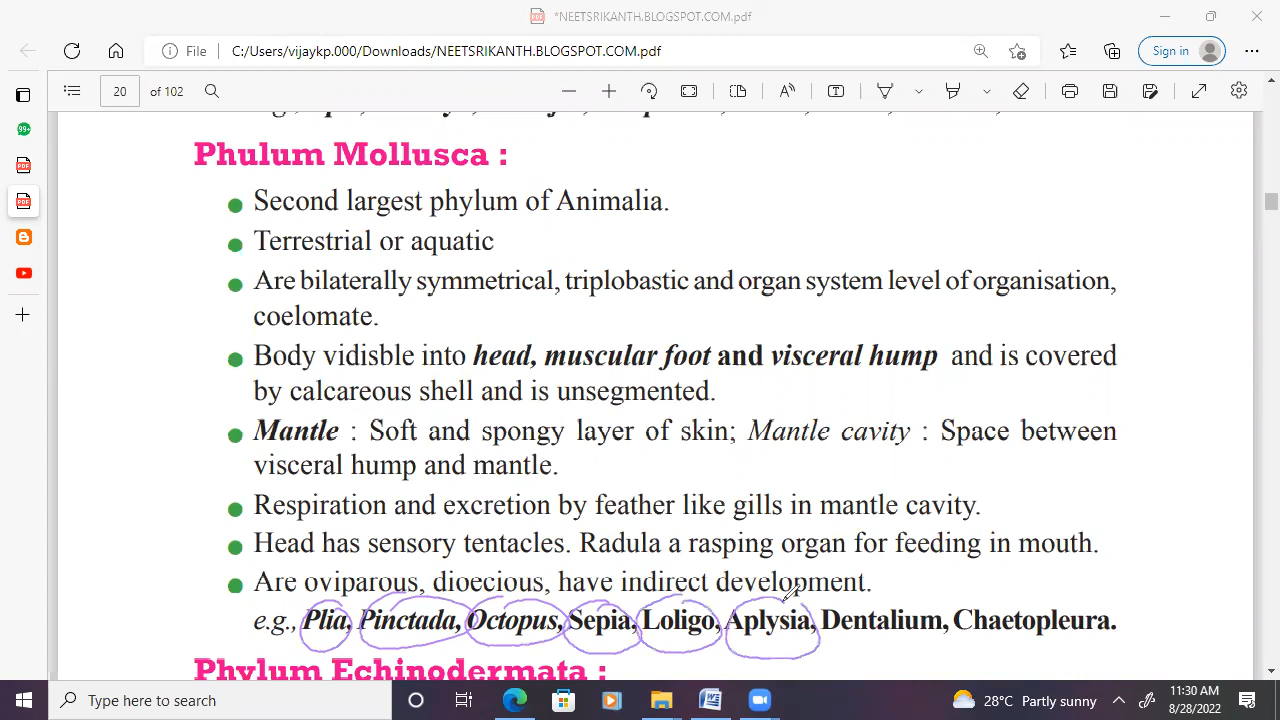 *NEETSRIKANTH.BLOGSPOT.COM.pdf
File C:/Users/vijaykp.000/Downloads/NEETSRIKANTH.BLOGSPOT.COM.pdf Sign in
99+
20 of 102
Phulum Mollusca :
Second largest phylum of Animalia.
Terrestrial or aquatic
Are bilaterally symmetrical, triplobastic and organ system level of organisation,
coelomate.
Body vidisble into head, muscular foot and visceral hump and is covered
by calcareous shell and is unsegmented.
Mantle : Soft and spongy layer of skin; Mantle cavity : Space between
visceral hump and mantle.
Respiration and excretion by feather like gills in mantle cavity.
Head has sensory tentacles. Radula a rasping organ for feeding in mouth.
Are oviparous, dioecious, have indirect development.
e.g., Plia, Pinctada, Octopus, Sepia, Loligo, Aplysia, Dentalium, Chaetopleura.
Phylum Echinodermata :
Type here to search 28°C Partly sunny 11:30 AM
8/28/2022